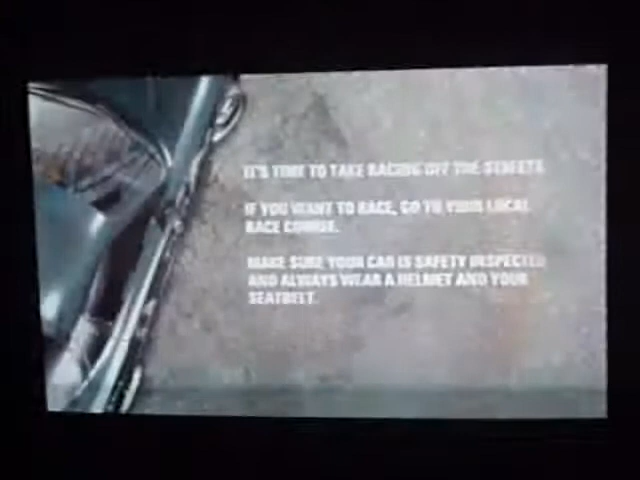 IT'S TIME TO TAKE RACING OFF THE STREETS
IF YOU WANT TO RACE, GO TO YOUR LOCAL
RACE COURSE.
MAKE SURE YOUR CAR IS SAFETY INSPECTED
AND ALWAYS WEAR A HELMET AND YOUR
SEATBELT.